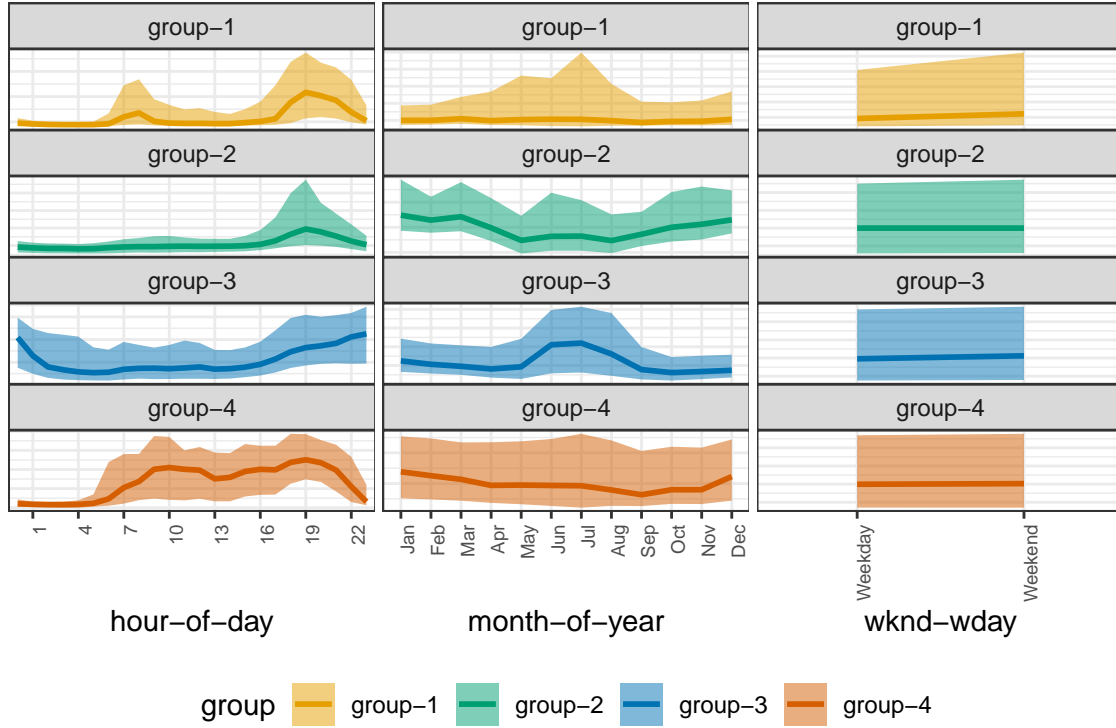 group−1 group−1 group−1
group−2 group−2 group−2
group−3 group−3 group−3
group−4 group−4 group−4
1 4 7 10 13 16 19 22 Jan Feb Mar Apr May Jun Jul Aug Sep Oct Nov Dec Weekday Weekend
hour−of−day month−of−year wknd−wday
group group−1 group−2 group−3 group−4